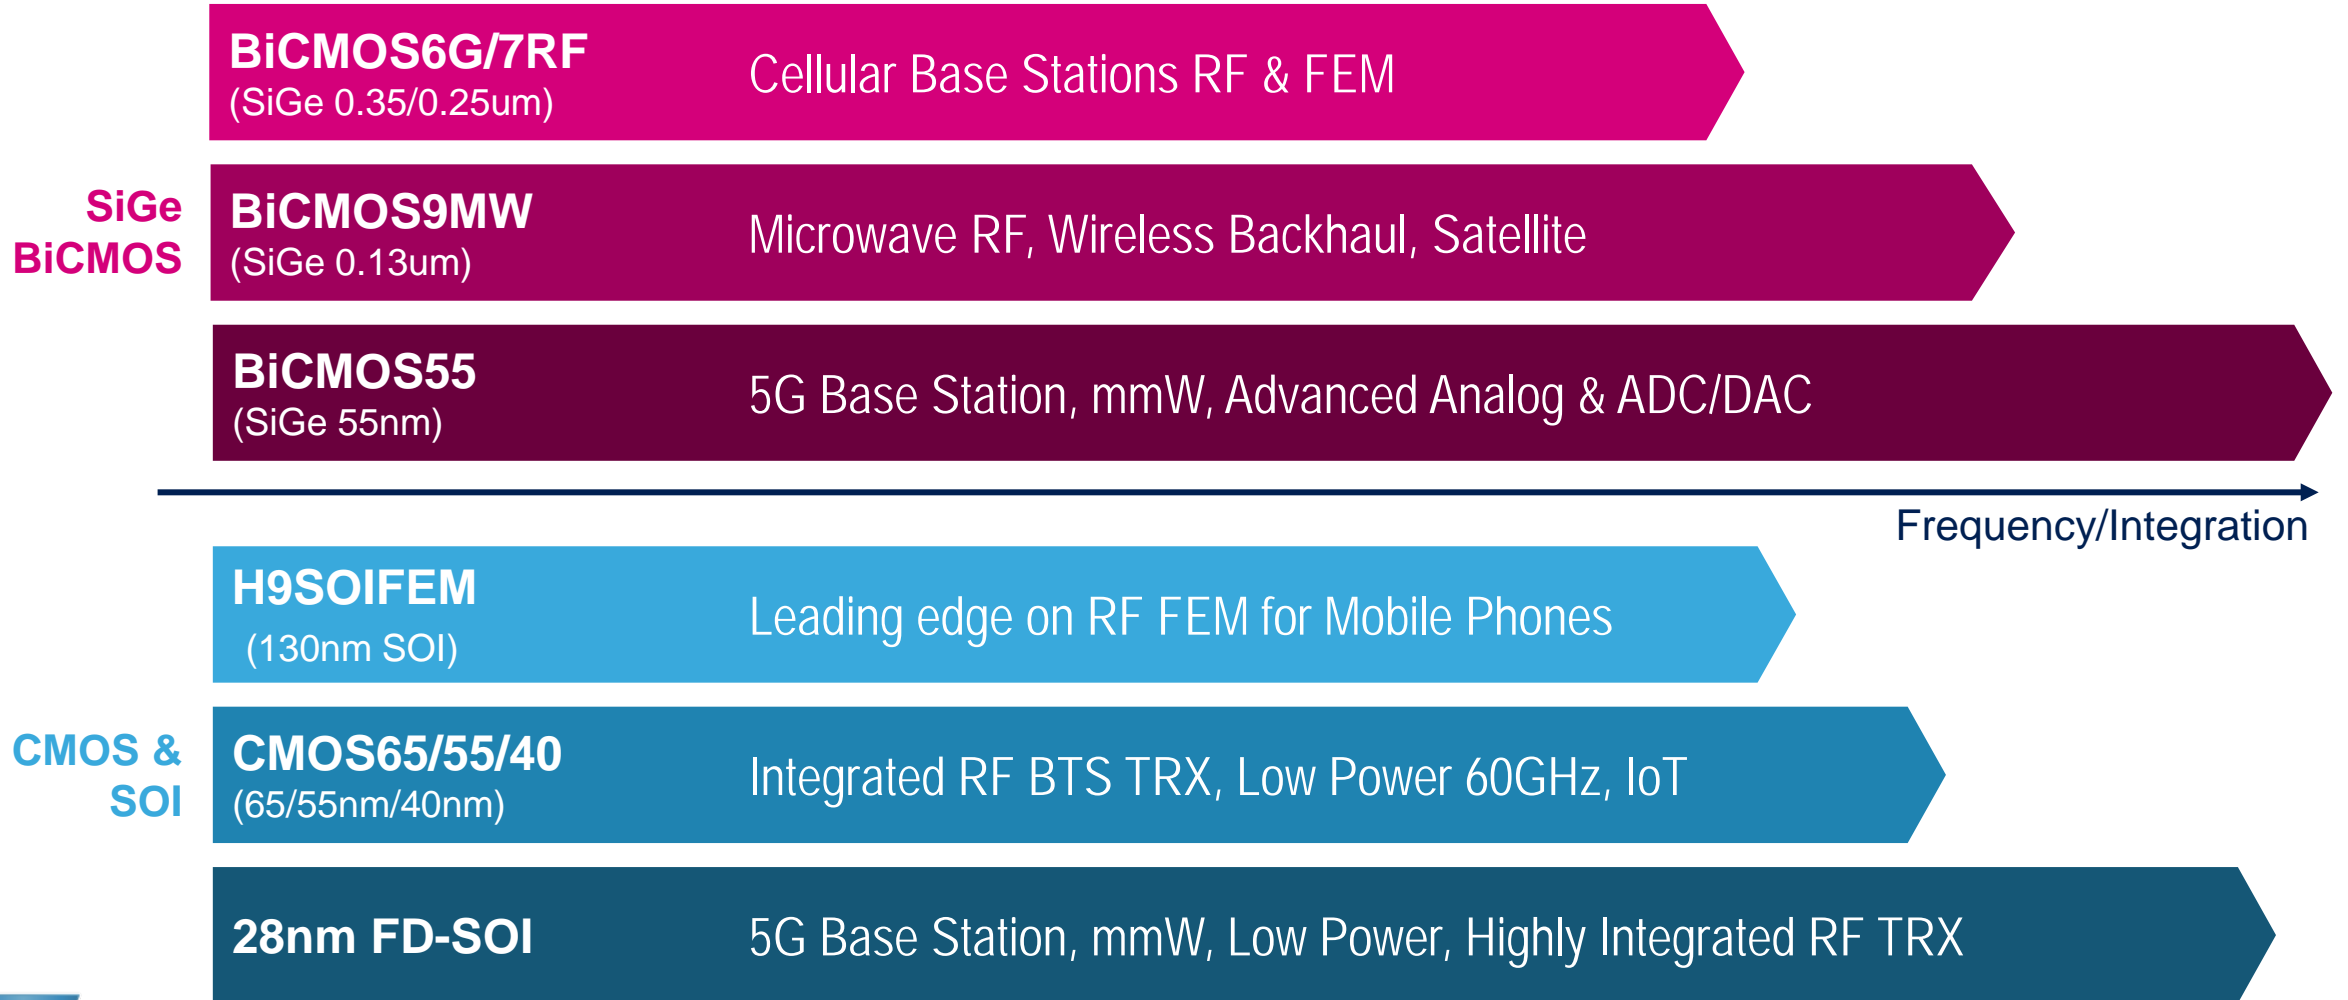 BiCMOS6G/7RF
(SiGe 0.35/0.25um)
Cellular Base Stations RF & FEM
SiGe
BiCMOS
BiCMOS9MW
(SiGe 0.13um)
Microwave RF, Wireless Backhaul, Satellite
BiCMOS55
(SiGe 55nm)
5G Base Station, mmW, Advanced Analog & ADC/DAC
Frequency/Integration
H9SOIFEM
(130nm SOI)
Leading edge on RF FEM for Mobile Phones
CMOS &
SOI
CMOS65/55/40
(65/55nm/40nm)
Integrated RF BTS TRX, Low Power 60GHz, IoT
28nm FD-SOI
5G Base Station, mmW, Low Power, Highly Integrated RF TRX